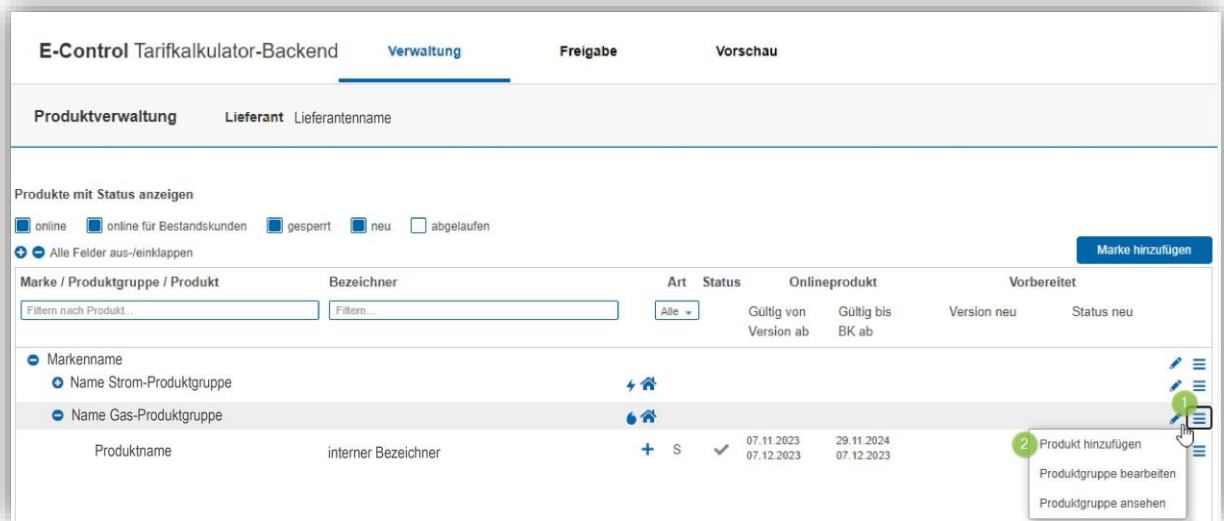 E-Control Tarifkalkulator-Backend Verwaltung Freigabe Vorschau
Produktverwaltung Lieferant Lieferantenname
Produkte mit Status anzeigen
online online für Bestandskunden gesperrt neu abgelaufen
Alle Felder aus-/einklappen
Marke hinzufügen
Marke / Produktgruppe / Produkt Bezeichner Art Status Onlineprodukt Vorbereitet
Filtern nach Produkt... Filtern... Alle Gültig von Gültig bis Version neu Status neu
Version ab BK ab
Markenname
Name Strom-Produktgruppe
Name Gas-Produktgruppe
1
Produktname interner Bezeichner S 07.11.2023 29.11.2024
07.12.2023 07.12.2023
2 Produkt hinzufügen
Produktgruppe bearbeiten
Produktgruppe ansehen